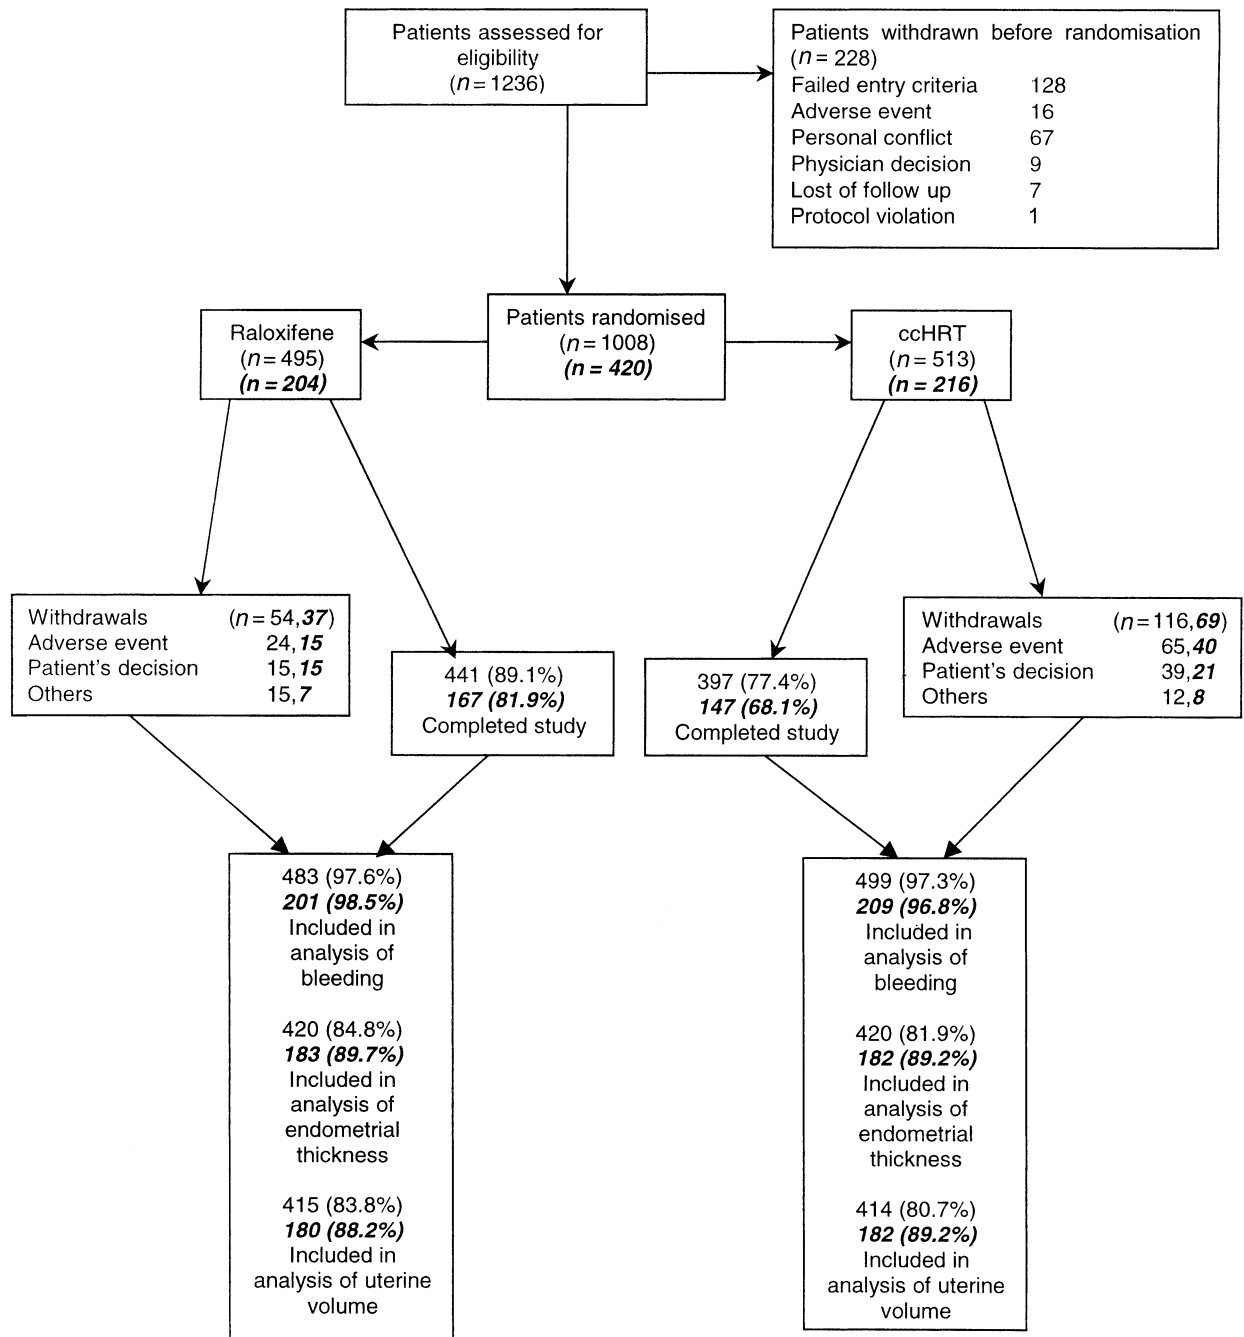 Patients assessed for
eligibility
(n = 1236)
Patients withdrawn before randomisation
(n = 228)
Failed entry criteria 128
Adverse event 16
Personal conflict 67
Physician decision 9
Lost of follow up 7
Protocol violation 1
Patients randomised
(n = 1008)
(n = 420)
Raloxifene
(n = 495)
(n = 204)
ccHRT
(n = 513)
(n = 216)
Withdrawals (n = 54, 37)
Adverse event 24, 15
Patient's decision 15, 15
Others 15, 7
441 (89.1%)
167 (81.9%)
Completed study
397 (77.4%)
147 (68.1%)
Completed study
Withdrawals (n = 116, 69)
Adverse event 65, 40
Patient's decision 39, 21
Others 12, 8
483 (97.6%)
201 (98.5%)
Included in
analysis of
bleeding
420 (84.8%)
183 (89.7%)
Included in
analysis of
endometrial
thickness
415 (83.8%)
180 (88.2%)
Included in
analysis of uterine
volume
499 (97.3%)
209 (96.8%)
Included in
analysis of
bleeding
420 (81.9%)
182 (89.2%)
Included in
analysis of
endometrial
thickness
414 (80.7%)
182 (89.2%)
Included in
analysis of uterine
volume